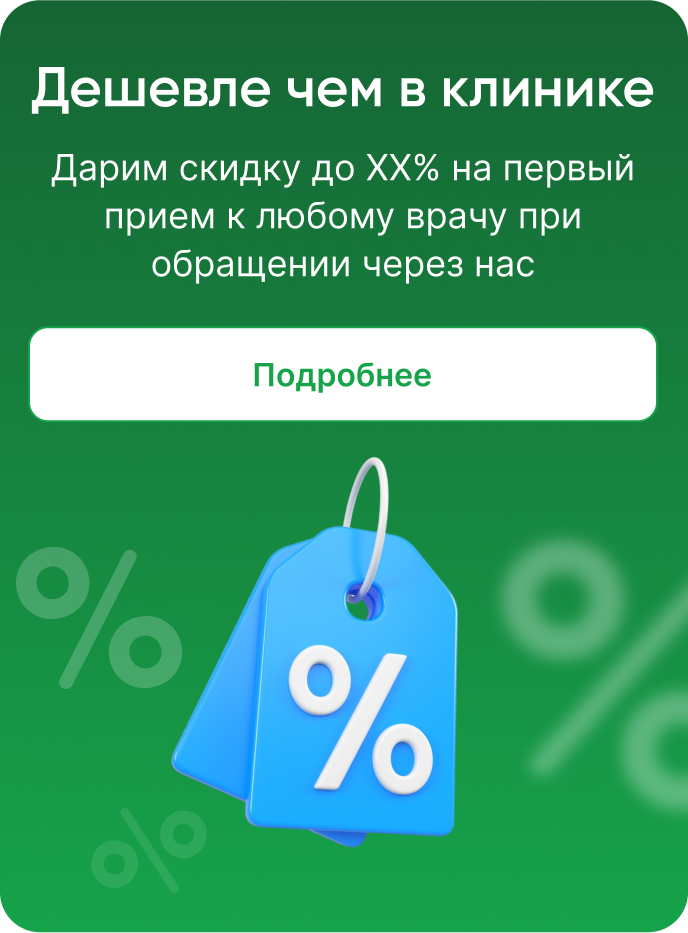 Дешевле чем в клинике
Дарим скидку до XX% на первый
прием к любому врачу при
обращении через нас
Подробнее
%
%
%
%